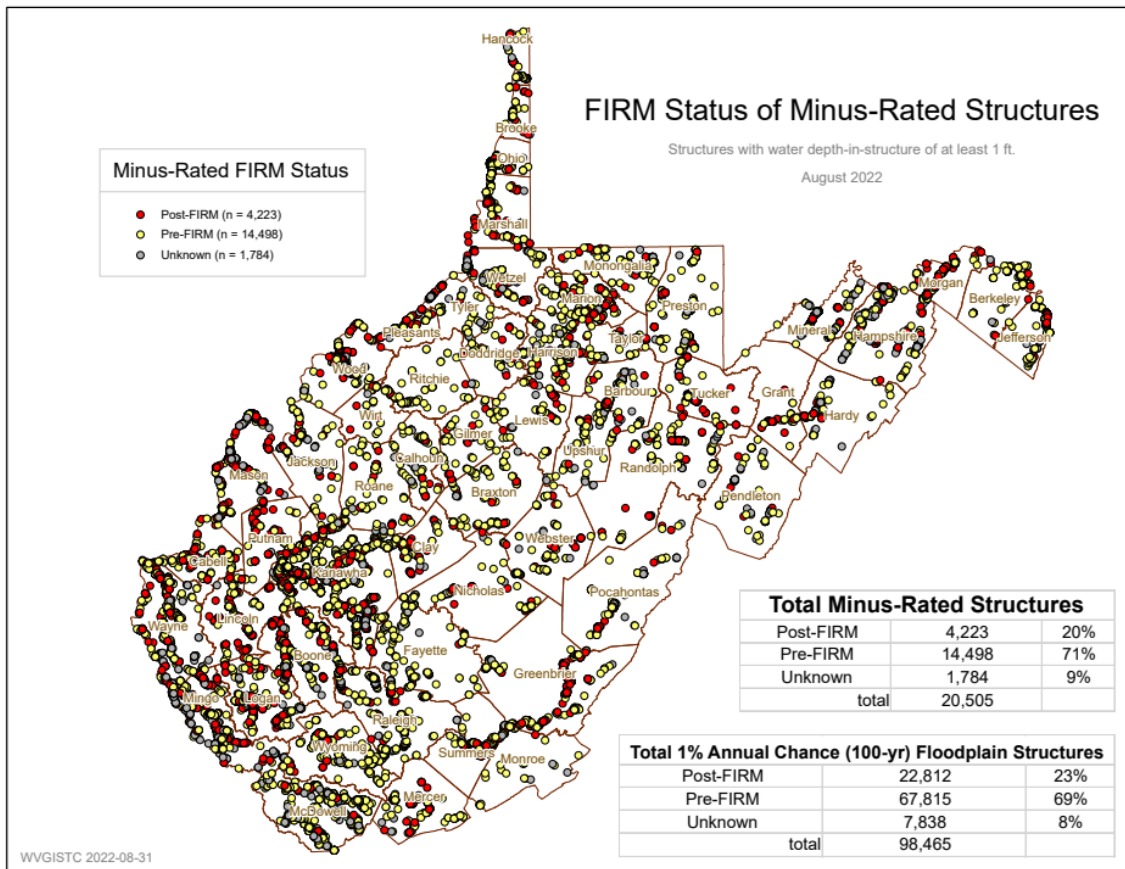 FIRM Status of Minus-Rated Structures
Structures with water depth-in-structure of at least 1 ft.
August 2022
Minus-Rated FIRM Status
Post-FIRM (n = 4,223)
Pre-FIRM (n = 14,498)
Unknown (n = 1,784)
Hancock
Brooke
Ohio
Marshall
Wetzel
Monongalia
Marion
Preston
Tyler
Pleasants
Doddridge
Harrison
Taylor
Mineral
Hampshire
Morgan
Berkeley
Jefferson
Wood
Ritchie
Barbour
Tucker
Grant
Hardy
Wirt
Lewis
Gilmer
Calhoun
Upshur
Randolph
Jackson
Mason
Roane
Braxton
Pendleton
Putnam
Clay
Webster
Cabell
Kanawha
Nicholas
Pocahontas
Wayne
Lincoln
Boone
Fayette
Greenbrier
Mingo
Logan
Raleigh
Wyoming
Summers
Monroe
McDowell
Mercer
Total Minus-Rated Structures
Post-FIRM 4,223 20%
Pre-FIRM 14,498 71%
Unknown 1,784 9%
total 20,505
Total 1% Annual Chance (100-yr) Floodplain Structures
Post-FIRM 22,812 23%
Pre-FIRM 67,815 69%
Unknown 7,838 8%
total 98,465
WVGISTC 2022-08-31